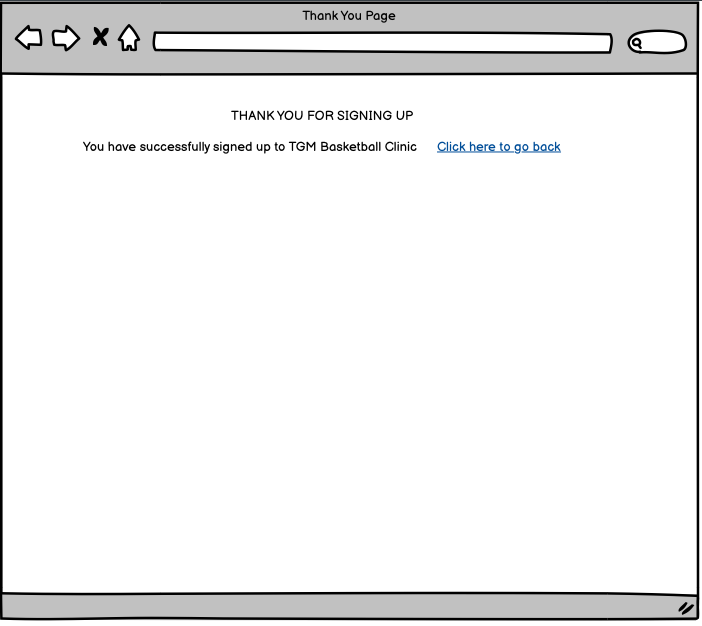 Thank You Page
THANK YOU FOR SIGNING UP
You have successfully signed up to TGM Basketball Clinic Click here to go back